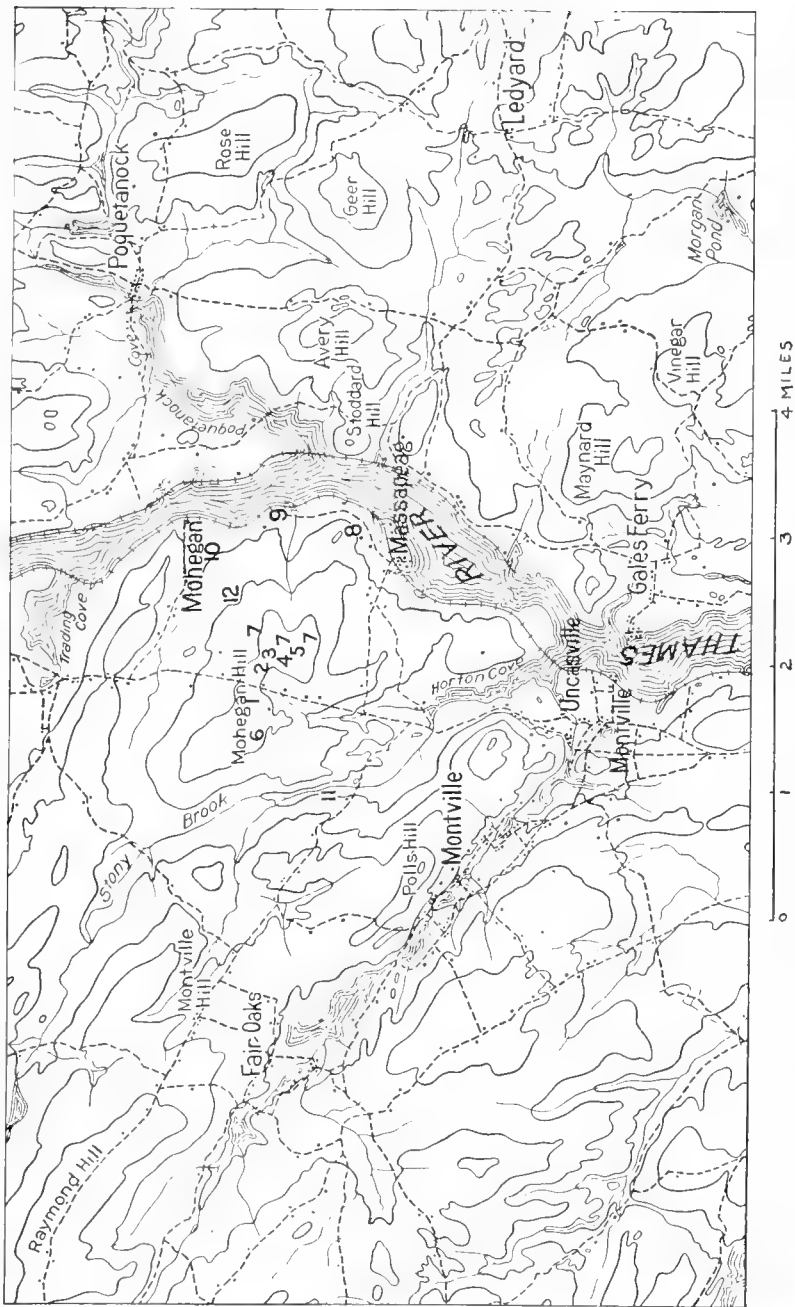 Raymond Hill
Montville
Hill
Fair Oaks
Stony
Brook
Polls Hill
Montville
Trading
Cove
Mohegan
10
12
9
8
Mohegan Hill
6
1
2
3
4
5
7
7
7
11
Horton Cove
Uncasville
Montville
Massapeag
RIVER
THAMES
Gales Ferry
Poquetanock
Cove
Poquetanock
Rose
Hill
Geer
Hill
Avery
Hill
Stoddard
Hill
Ledyard
Morgan
Pond
Maynard
Hill
Vinegar
Hill
0
1
2
3
4 MILES